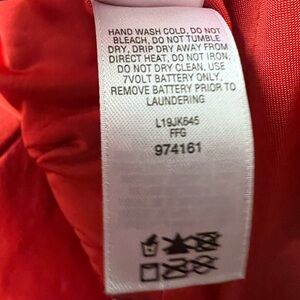 HAND WASH COLD, DO NOT
BLEACH, DO NOT TUMBLE
DRY, DRIP DRY AWAY FROM
DIRECT HEAT, DO NOT IRON,
DO NOT DRY CLEAN, USE
7VOLT BATTERY ONLY,
REMOVE BATTERY PRIOR TO
LAUNDERING
L19JK645
FFG
974161